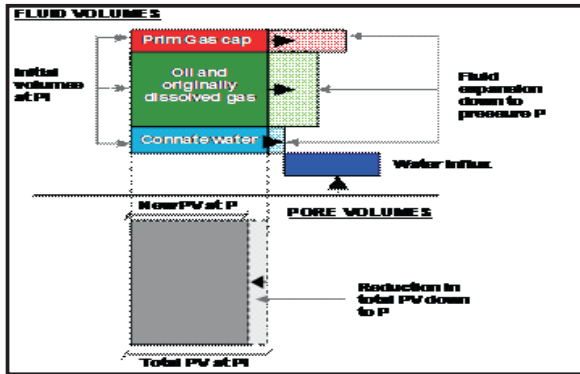 FLUID VOLUMES
Prim Gas cap
Initial
volumes
at Pi
Oil and
originally
dissolved gas
Fluid
expansion
down to
pressure P
Connate water
Water Influx
New PV at P
PORE VOLUMES
Reduction in
total PV down
to P
Total PV at Pi